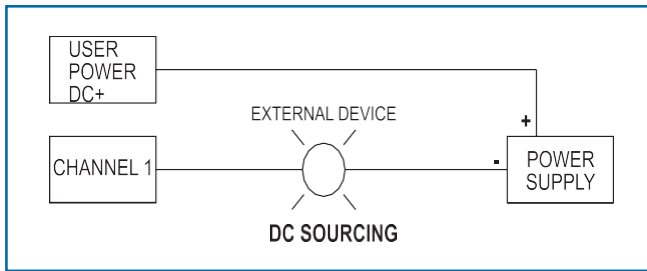 USER
POWER
DC+
EXTERNAL DEVICE
+
CHANNEL 1
-
POWER
SUPPLY
DC SOURCING